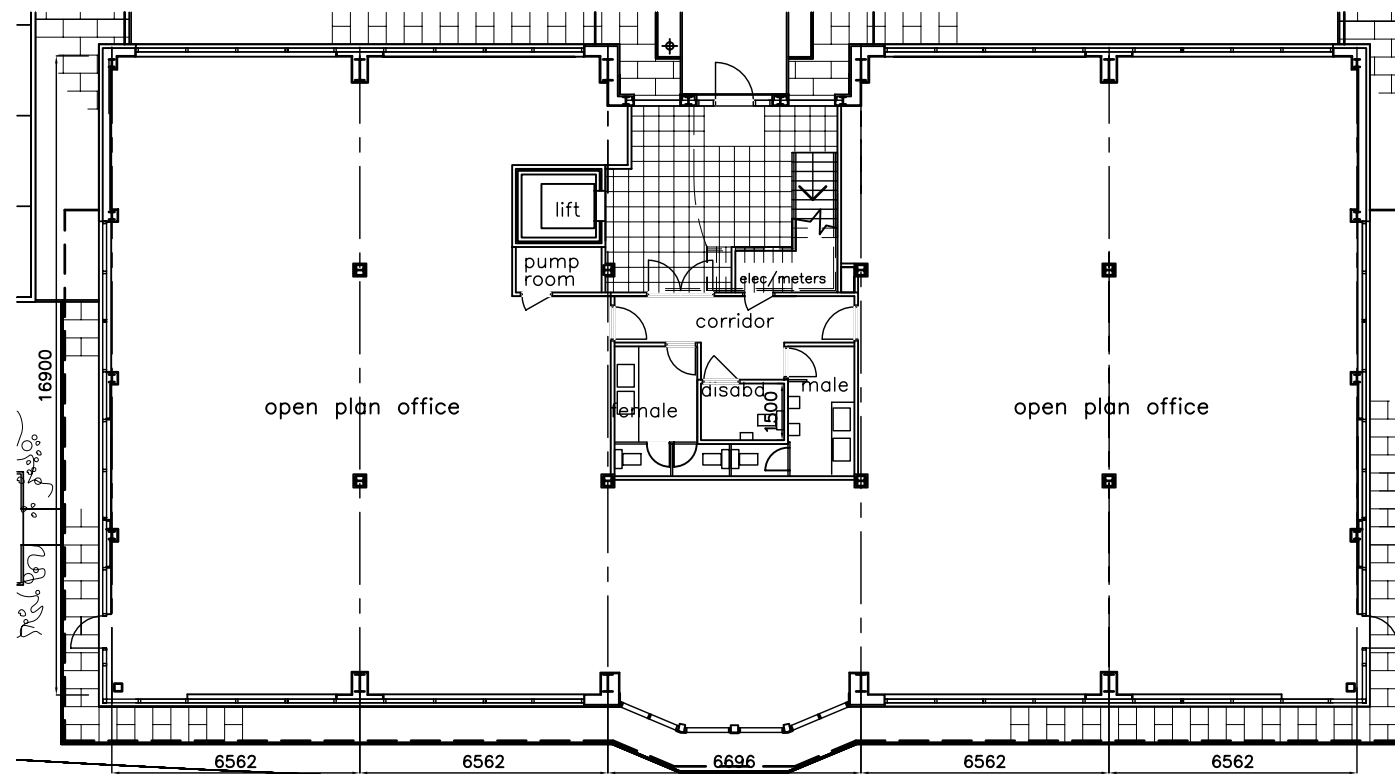 lift
pump
room
elec/meters
corridor
16900
open plan office
female
disabd
1500
male
open plan office
6562
6562
6696
6562
6562